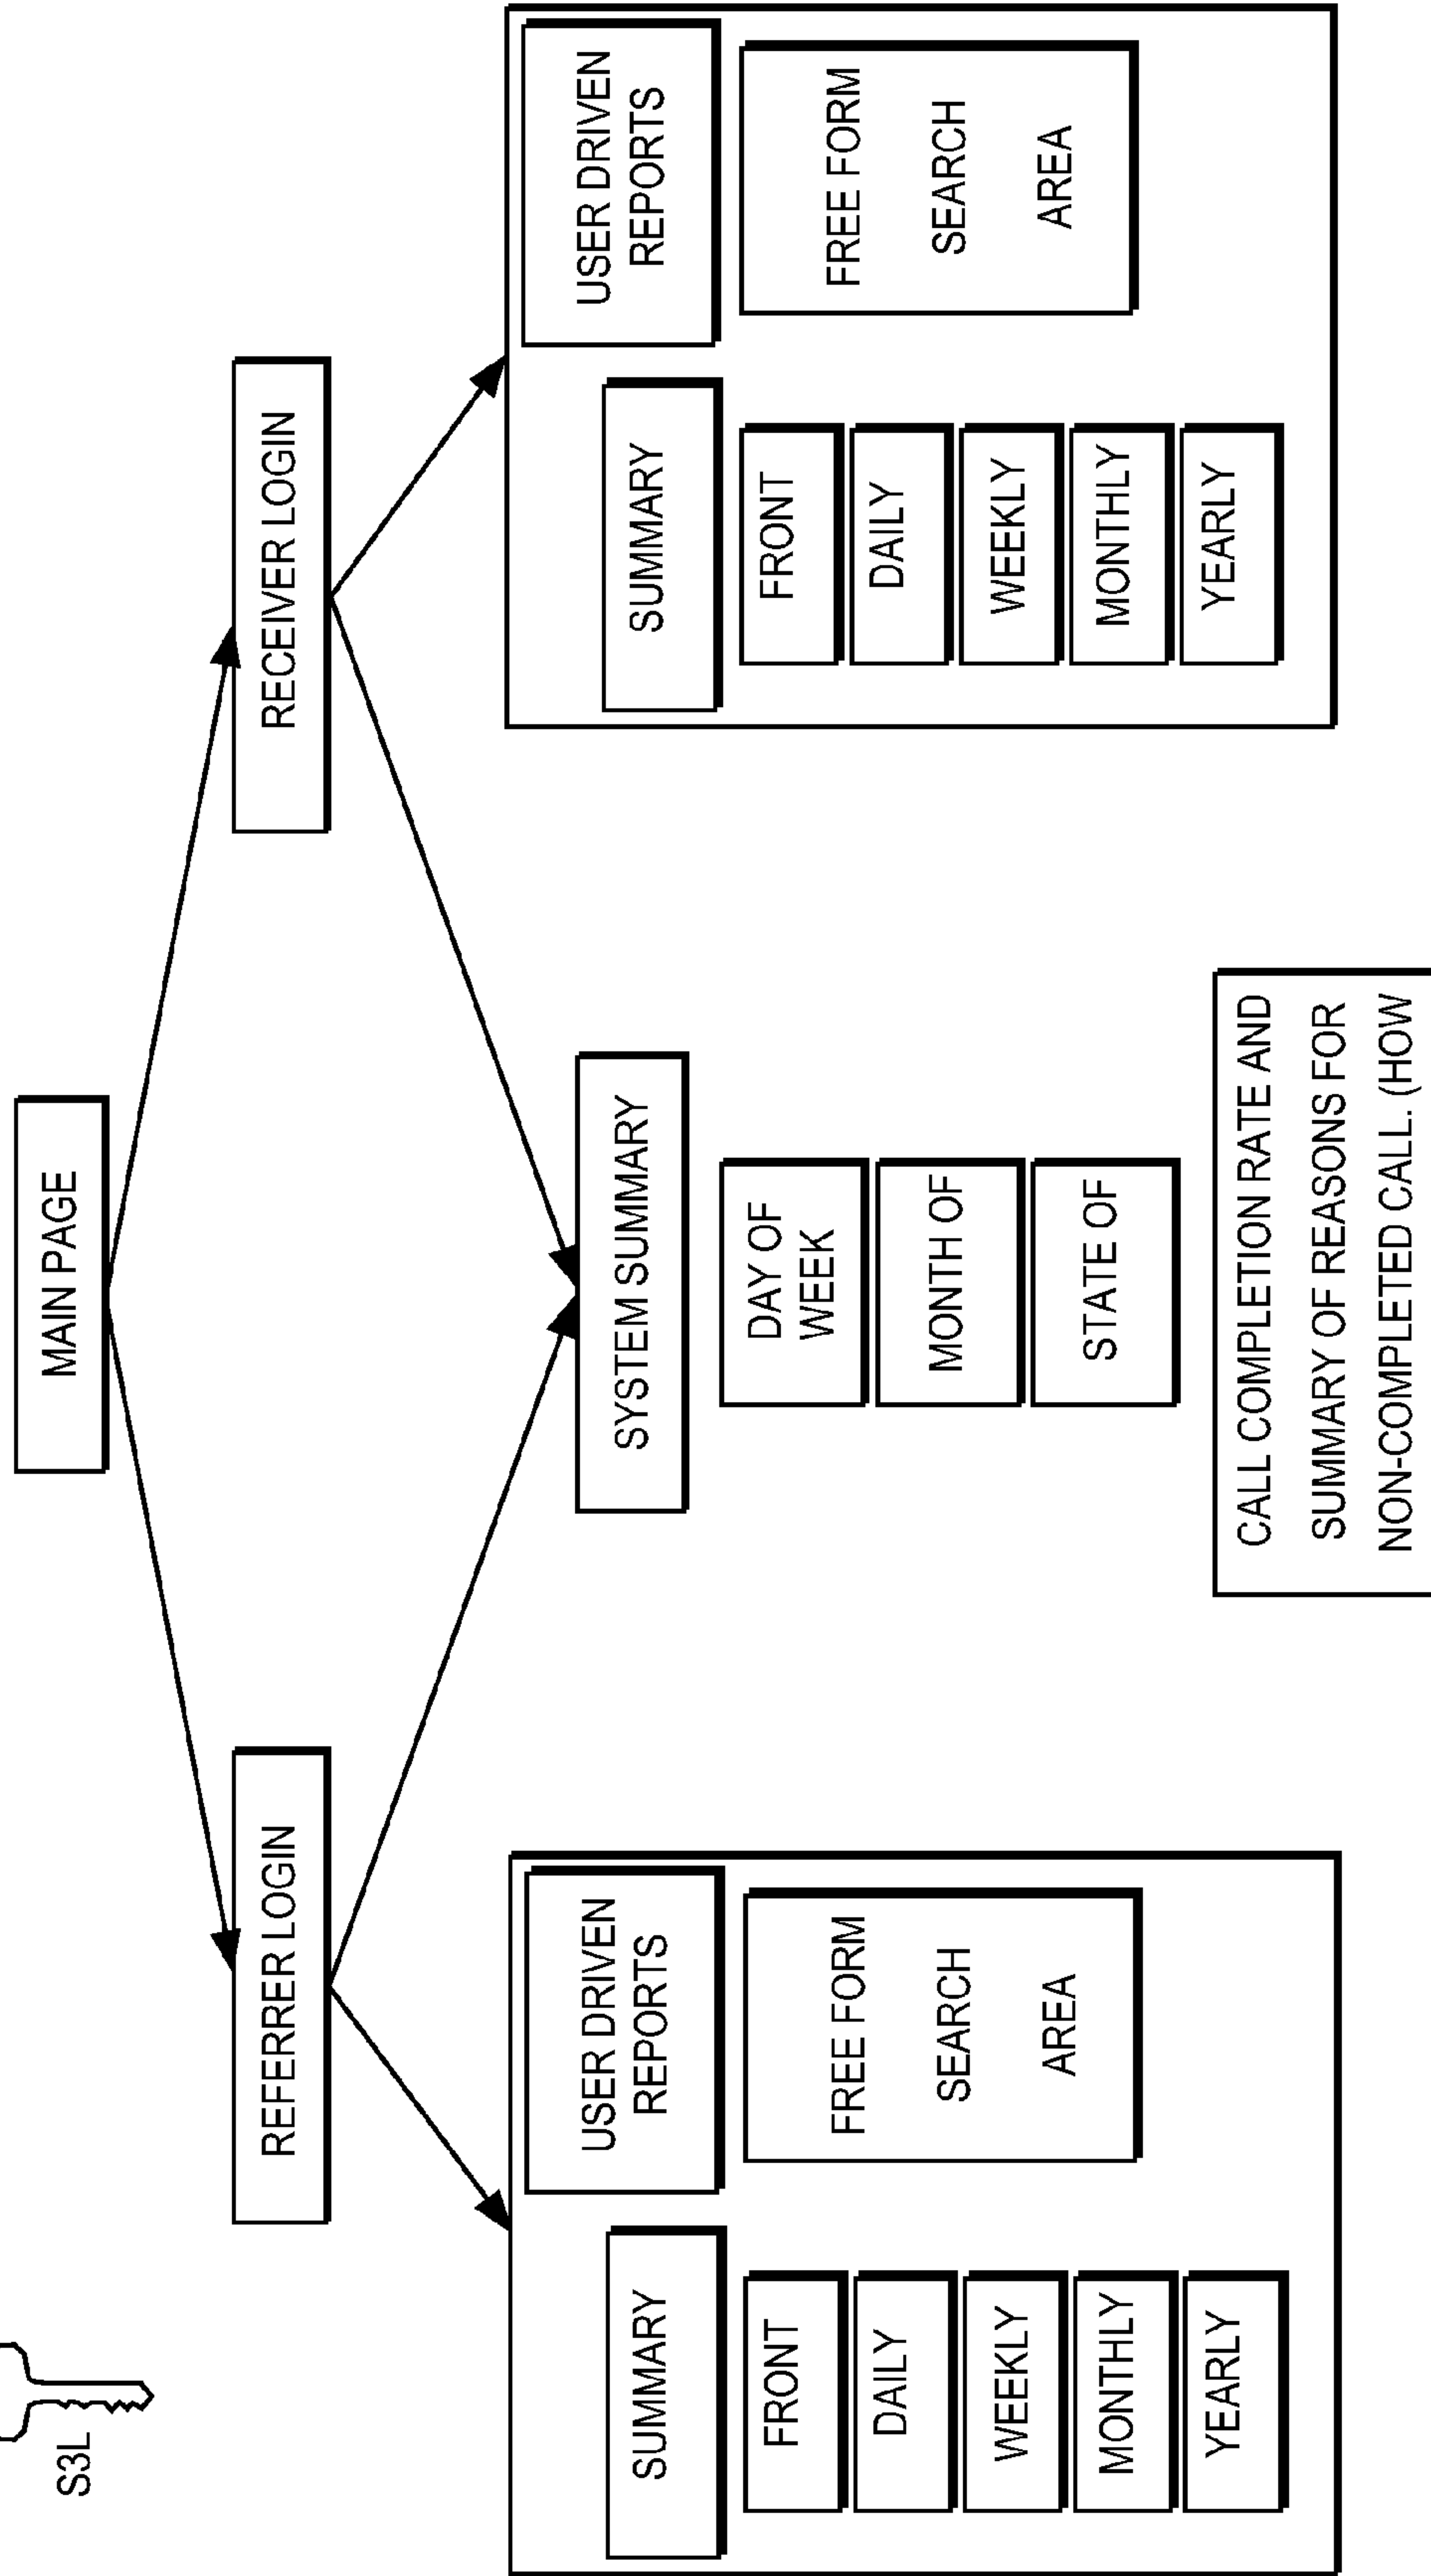 S3L
MAIN PAGE
REFERRER LOGIN
RECEIVER LOGIN
SUMMARY
FRONT
DAILY
WEEKLY
MONTHLY
YEARLY
USER DRIVEN
REPORTS
FREE FORM
SEARCH
AREA
SYSTEM SUMMARY
DAY OF
WEEK
MONTH OF
STATE OF
CALL COMPLETION RATE AND
SUMMARY OF REASONS FOR
NON-COMPLETED CALL. (HOW
SUMMARY
FRONT
DAILY
WEEKLY
MONTHLY
YEARLY
USER DRIVEN
REPORTS
FREE FORM
SEARCH
AREA